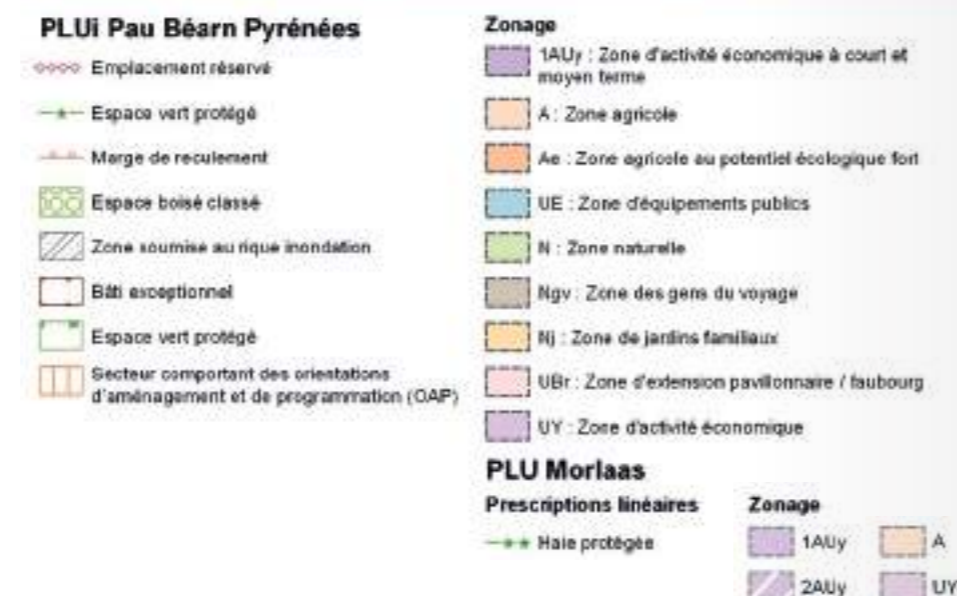 PLUi Pau Béarn Pyrénées
Emplacement réservé
Espace vert protégé
Marge de reculement
Espace boisé classé
Zone soumise au rique inondation
Bâti exceptionnel
Espace vert protégé
Secteur comportant des orientations
d'aménagement et de programmation (OAP)
Zonage
1AUy : Zone d'activité économique à court et
moyen terme
A : Zone agricole
Ae : Zone agricole au potentiel écologique fort
UE : Zone d'équipements publics
N : Zone naturelle
Ngv : Zone des gens du voyage
Nj : Zone de jardins familiaux
UBr : Zone d'extension pavillonnaire / faubourg
UY : Zone d'activité économique
PLU Morlaas
Prescriptions linéaires
Haie protégée
Zonage
1AUy
A
2AUy
UY